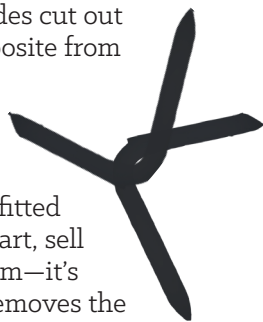 des cut out
posite from
fitted
art, sell
m—it's
emoves the